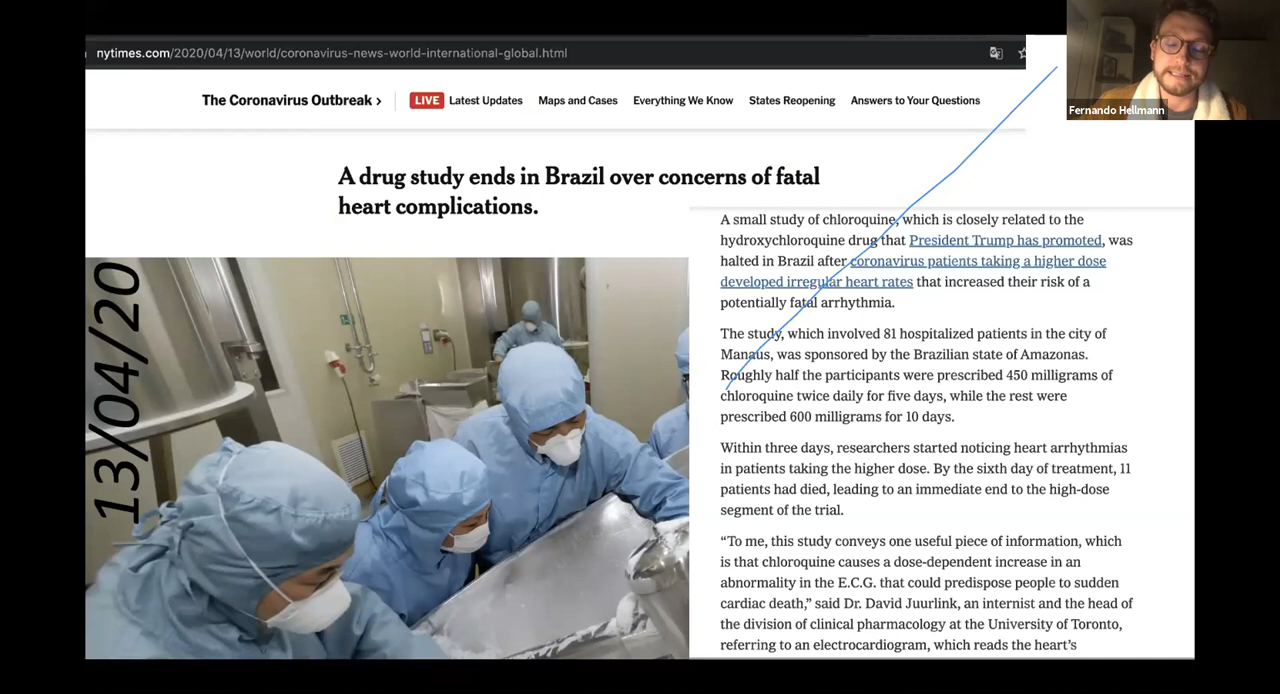 nytimes.com/2020/04/13/world/coronavirus-news-world-international-global.html
The Coronavirus Outbreak ›
LIVE Latest Updates Maps and Cases Everything We Know States Reopening Answers to Your Questions
Fernando Hellmann
A drug study ends in Brazil over concerns of fatal
heart complications.
13/04/20
A small study of chloroquine, which is closely related to the
hydroxychloroquine drug that President Trump has promoted, was
halted in Brazil after coronavirus patients taking a higher dose
developed irregular heart rates that increased their risk of a
potentially fatal arrhythmia.
The study, which involved 81 hospitalized patients in the city of
Manaus, was sponsored by the Brazilian state of Amazonas.
Roughly half the participants were prescribed 450 milligrams of
chloroquine twice daily for five days, while the rest were
prescribed 600 milligrams for 10 days.
Within three days, researchers started noticing heart arrhythmias
in patients taking the higher dose. By the sixth day of treatment, 11
patients had died, leading to an immediate end to the high-dose
segment of the trial.
“To me, this study conveys one useful piece of information, which
is that chloroquine causes a dose-dependent increase in an
abnormality in the E.C.G. that could predispose people to sudden
cardiac death,” said Dr. David Juurlink, an internist and the head of
the division of clinical pharmacology at the University of Toronto,
referring to an electrocardiogram, which reads the heart’s